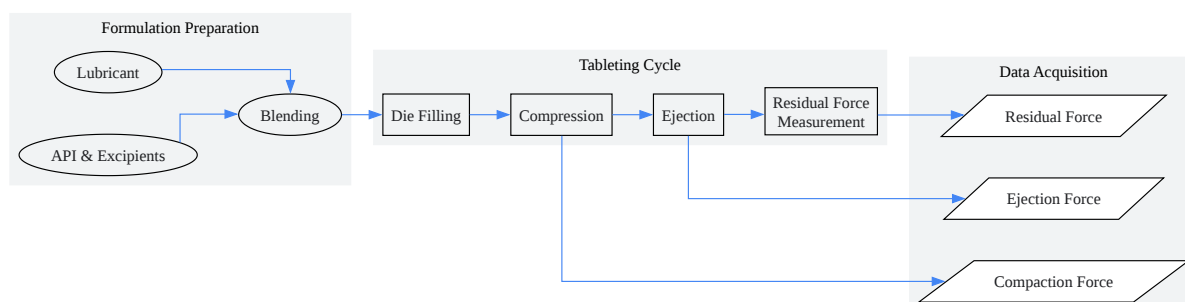 Formulation Preparation
Lubricant
API & Excipients
Blending
Tableting Cycle
Die Filling
Compression
Ejection
Residual Force
Measurement
Data Acquisition
Residual Force
Ejection Force
Compaction Force